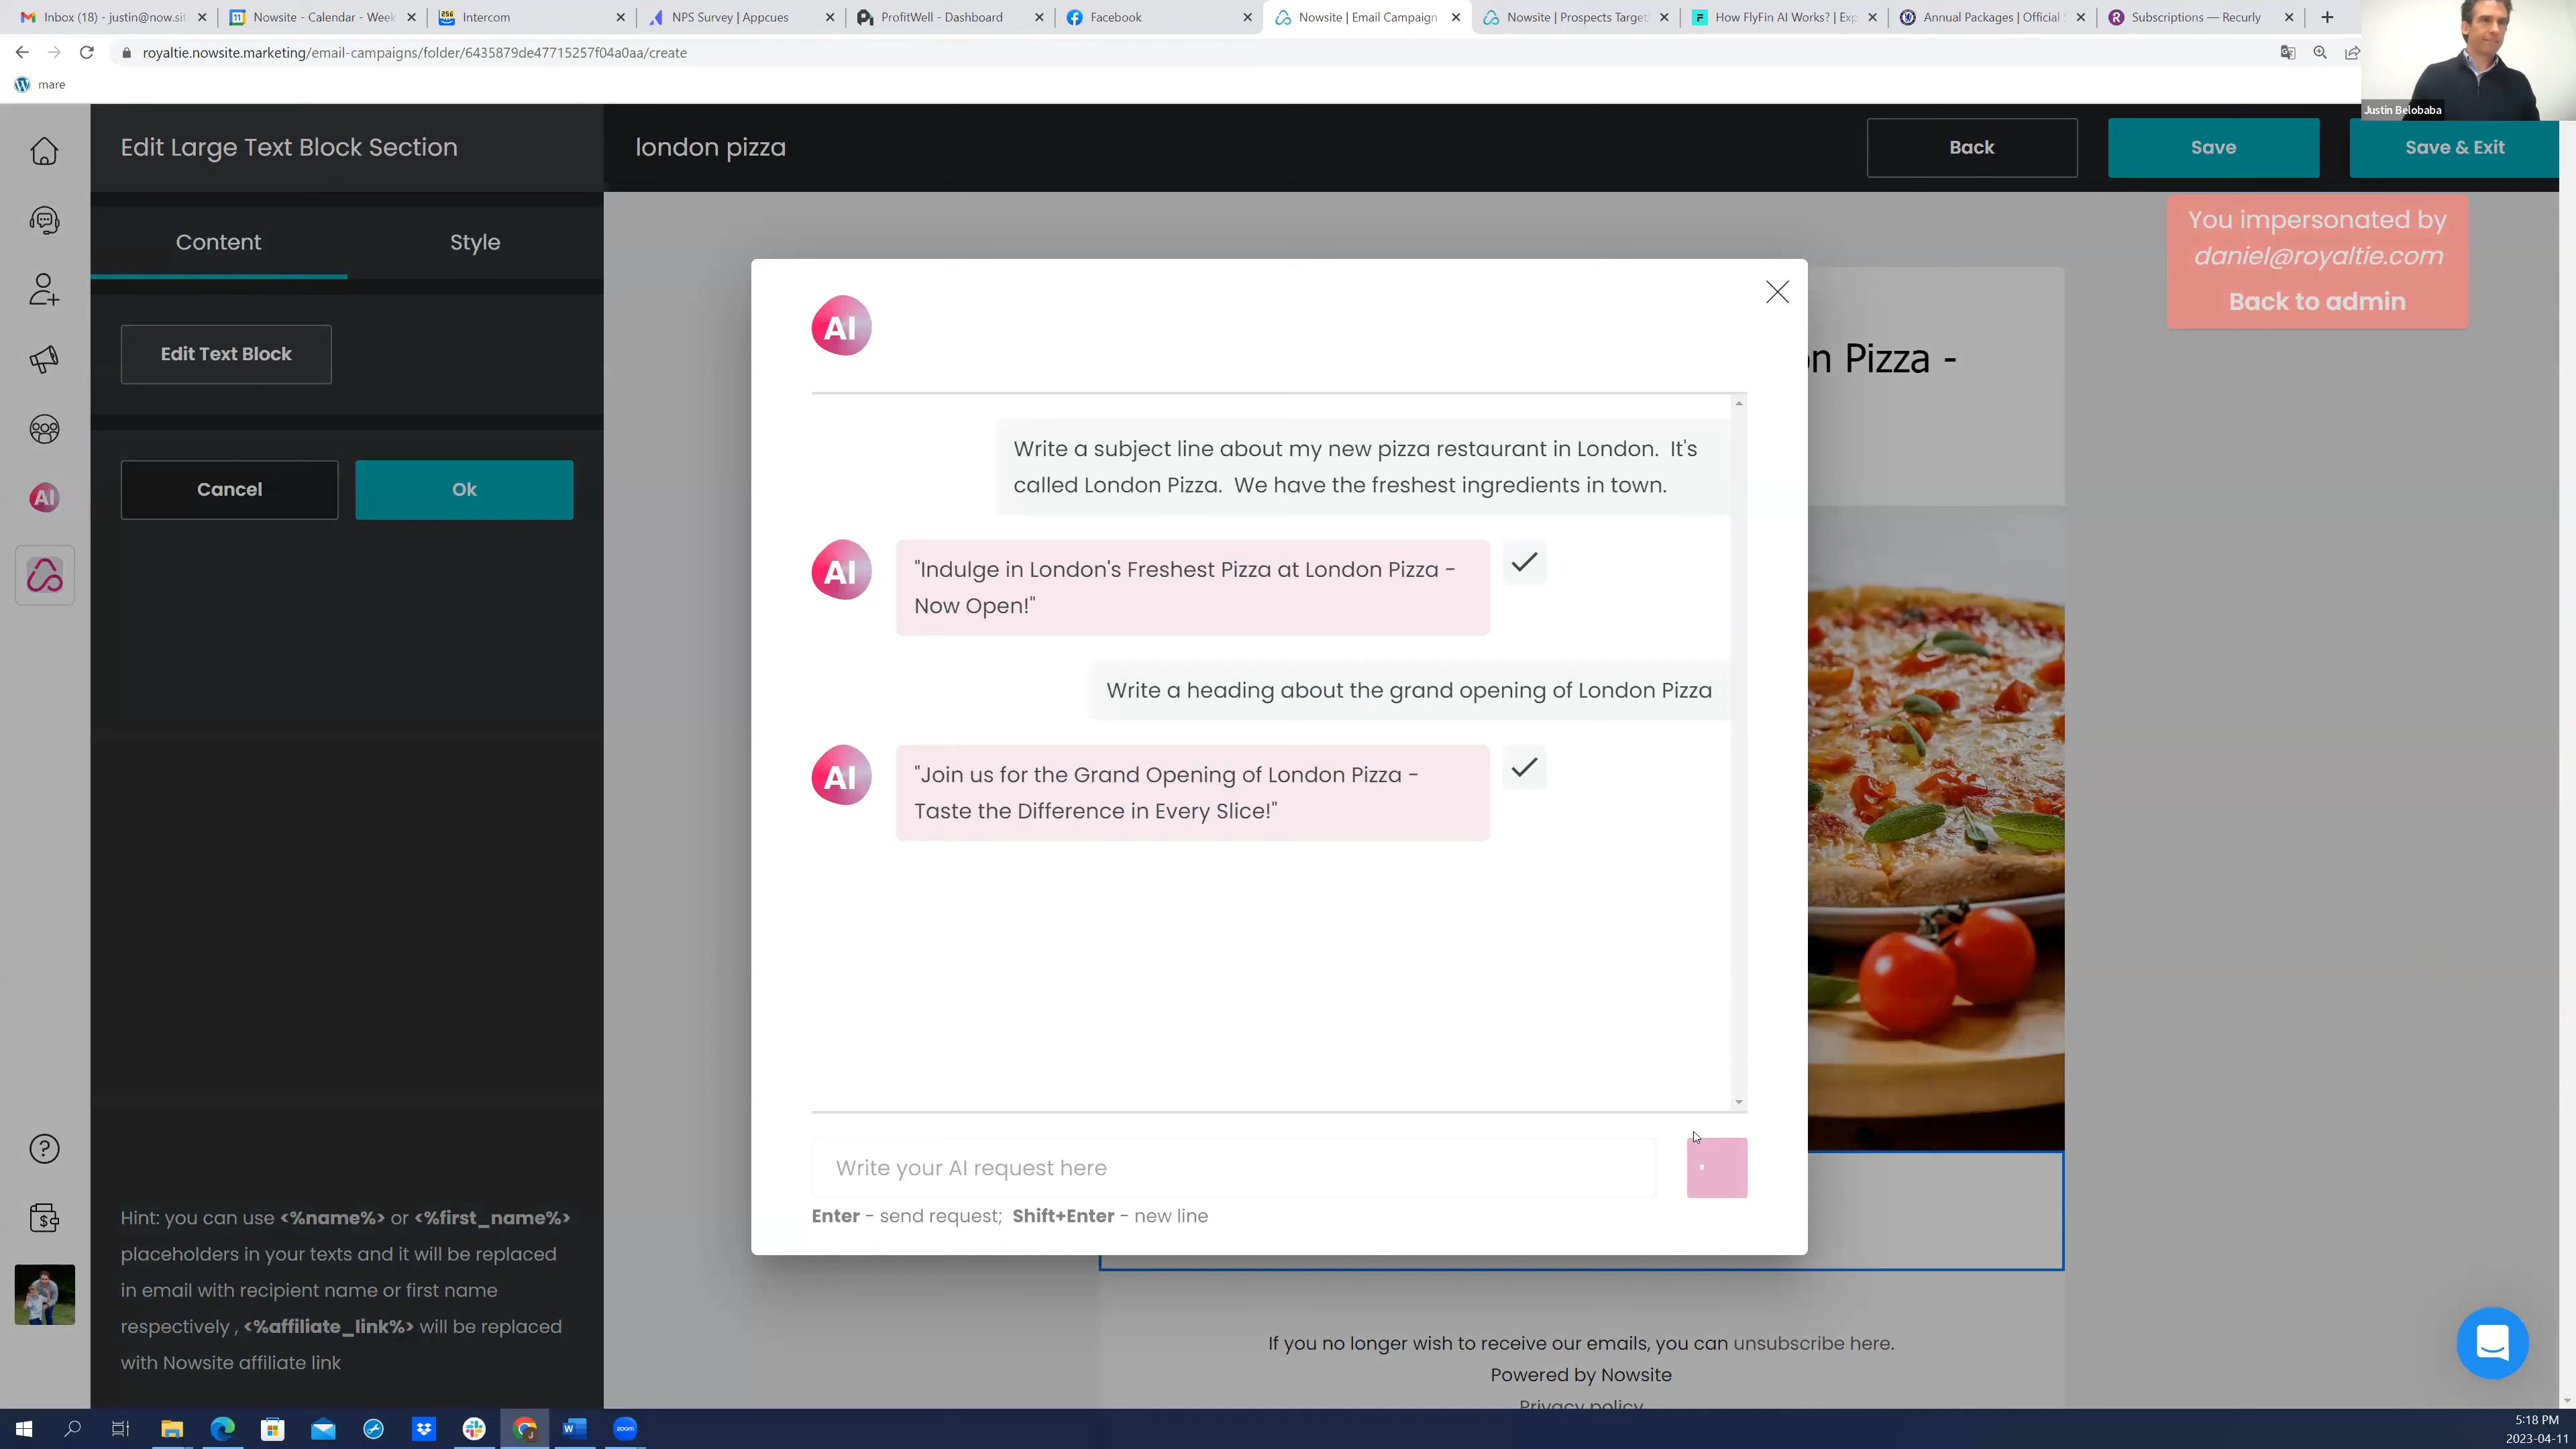 Inbox (18) - justin@now.sit
Nowsite - Calendar - Week
Intercom
NPS Survey | Appcues
ProfitWell - Dashboard
Facebook
Nowsite | Email Campaign
Nowsite | Prospects Target
How FlyFin AI Works? | Exp
Annual Packages | Official S
Subscriptions — Recurly
royaltie.nowsite.marketing/email-campaigns/folder/6435879de47715257f04a0aa/create
mare
Justin Belobaba
Edit Large Text Block Section
london pizza
Back
Save
Save & Exit
You impersonated by
daniel@royaltie.com
Back to admin
Content
Style
Edit Text Block
Cancel
Ok
AI
on Pizza -
AI
Write a subject line about my new pizza restaurant in London. It's
called London Pizza. We have the freshest ingredients in town.
AI
"Indulge in London's Freshest Pizza at London Pizza -
Now Open!"
Write a heading about the grand opening of London Pizza
AI
"Join us for the Grand Opening of London Pizza -
Taste the Difference in Every Slice!"
Write your AI request here
Enter - send request; Shift+Enter - new line
Hint: you can use <%name%> or <%first_name%>
placeholders in your texts and it will be replaced
in email with recipient name or first name
respectively , <%affiliate_link%> will be replaced
with Nowsite affiliate link
If you no longer wish to receive our emails, you can unsubscribe here.
Powered by Nowsite
Privacy policy
5:18 PM
2023-04-11